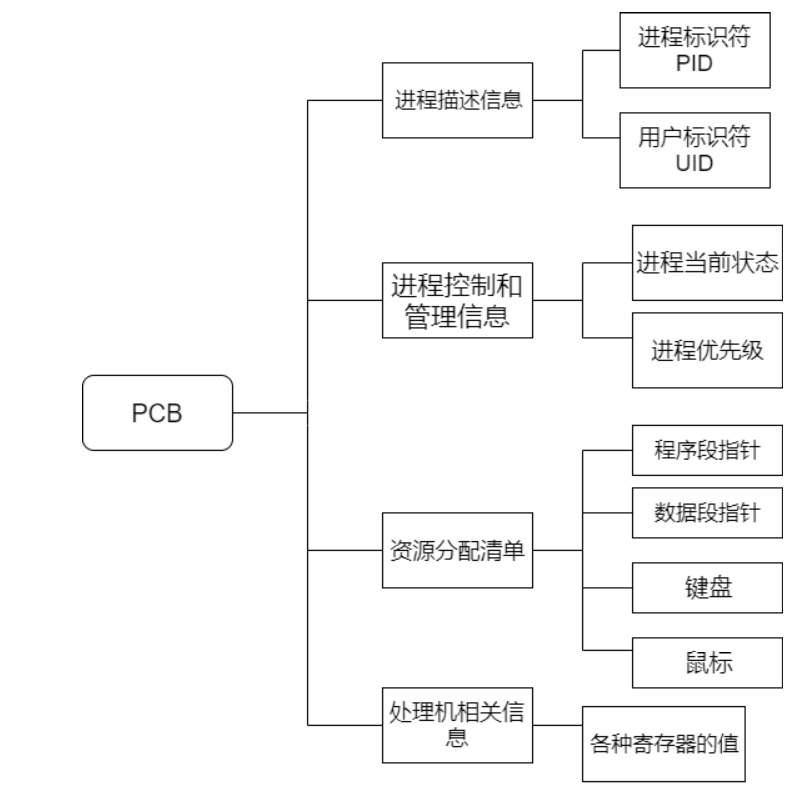 进程标识符
PID
进程描述信息
用户标识符
UID
进程当前状态
进程控制和
管理信息
进程优先级
PCB
程序段指针
数据段指针
资源分配清单
键盘
鼠标
处理机相关信
息
各种寄存器的值